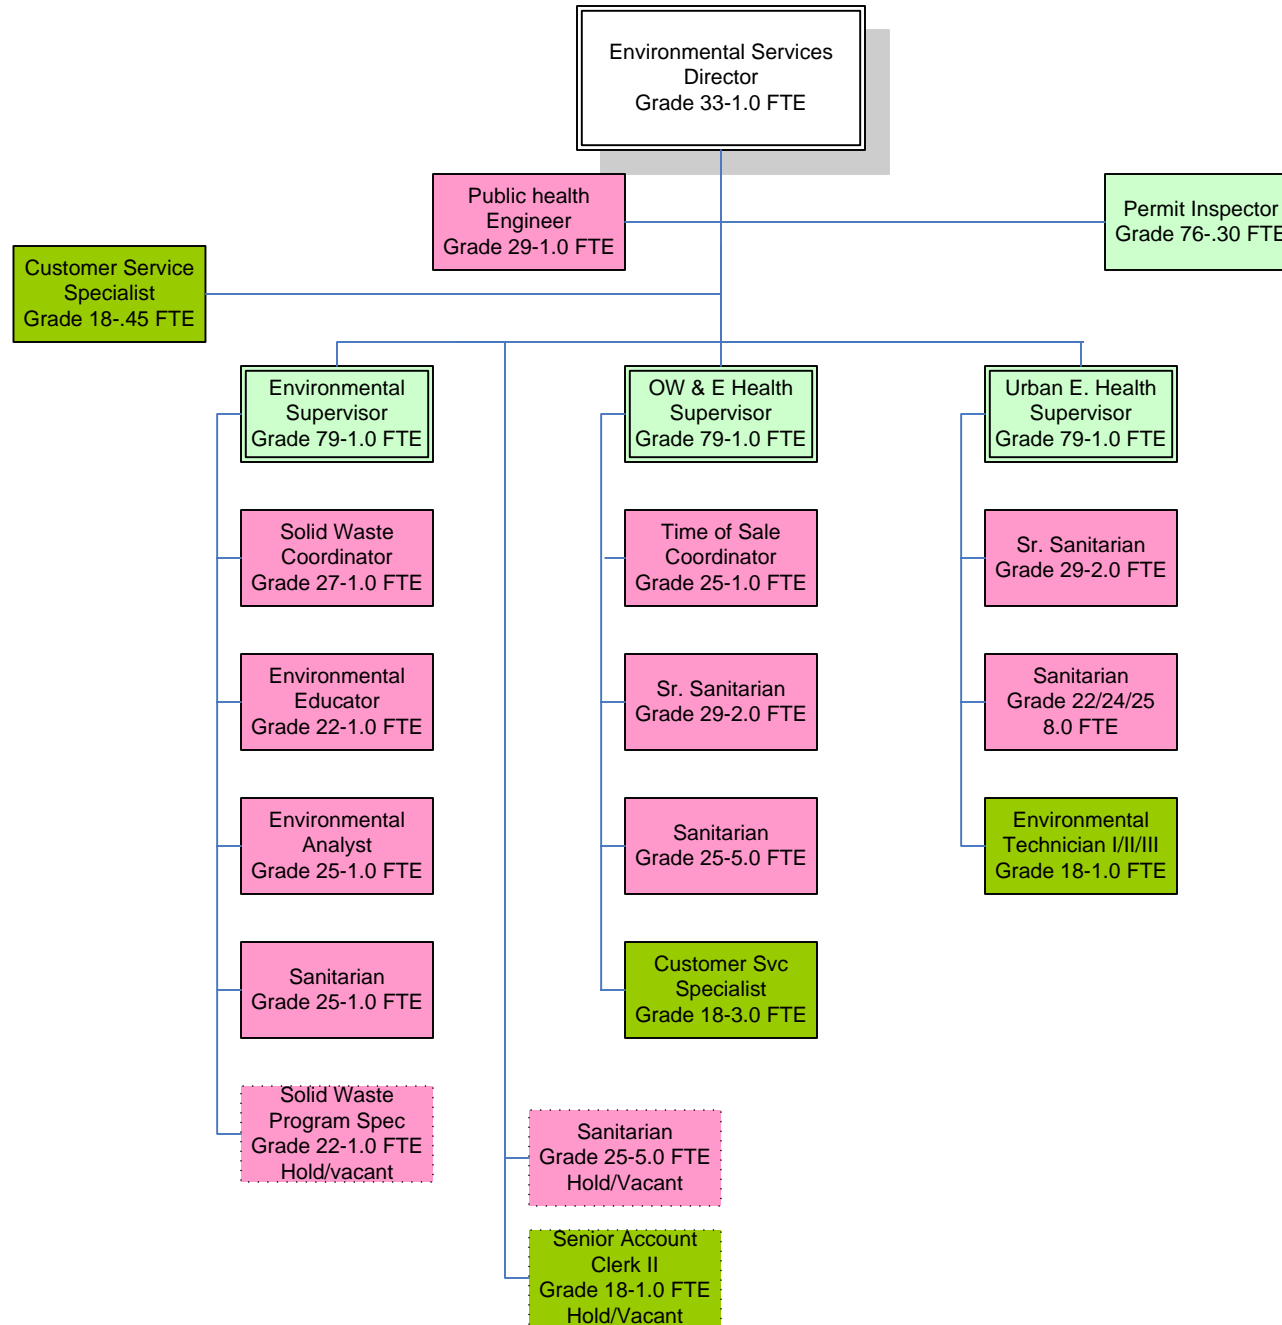 Environmental Services
Director
Grade 33-1.0 FTE
Public health
Engineer
Grade 29-1.0 FTE
Permit Inspector
Grade 76-.30 FTE
Customer Service
Specialist
Grade 18-.45 FTE
Environmental
Supervisor
Grade 79-1.0 FTE
Solid Waste
Coordinator
Grade 27-1.0 FTE
Environmental
Educator
Grade 22-1.0 FTE
Environmental
Analyst
Grade 25-1.0 FTE
Sanitarian
Grade 25-1.0 FTE
Solid Waste
Program Spec
Grade 22-1.0 FTE
Hold/vacant
OW & E Health
Supervisor
Grade 79-1.0 FTE
Time of Sale
Coordinator
Grade 25-1.0 FTE
Sr. Sanitarian
Grade 29-2.0 FTE
Sanitarian
Grade 25-5.0 FTE
Customer Svc
Specialist
Grade 18-3.0 FTE
Urban E. Health
Supervisor
Grade 79-1.0 FTE
Sr. Sanitarian
Grade 29-2.0 FTE
Sanitarian
Grade 22/24/25
8.0 FTE
Environmental
Technician I/II/III
Grade 18-1.0 FTE
Sanitarian
Grade 25-5.0 FTE
Hold/Vacant
Senior Account
Clerk II
Grade 18-1.0 FTE
Hold/Vacant